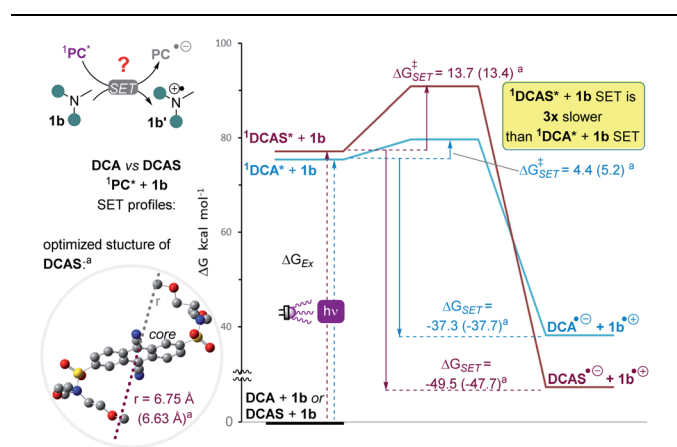 ¹PC*
PC•⊖
?
SET
N
N
1b
1b'
DCA vs DCAS
¹PC* + 1b
SET profiles:
optimized stucture of
DCAS:ᵃ
r
core
r = 6.75 Å
(6.63 Å)ᵃ
ΔG kcal mol⁻¹
100
80
60
40
0
¹DCAS* + 1b
¹DCA* + 1b
ΔG‡SET = 13.7 (13.4) ᵃ
¹DCAS* + 1b SET is
3x slower
than ¹DCA* + 1b SET
ΔG‡SET = 4.4 (5.2) ᵃ
ΔGEx
hν
ΔGSET =
-37.3 (-37.7)ᵃ
DCA•⊖ + 1b•⊕
ΔGSET =
-49.5 (-47.7)ᵃ
DCAS•⊖ + 1b•⊕
DCA + 1b or
DCAS + 1b